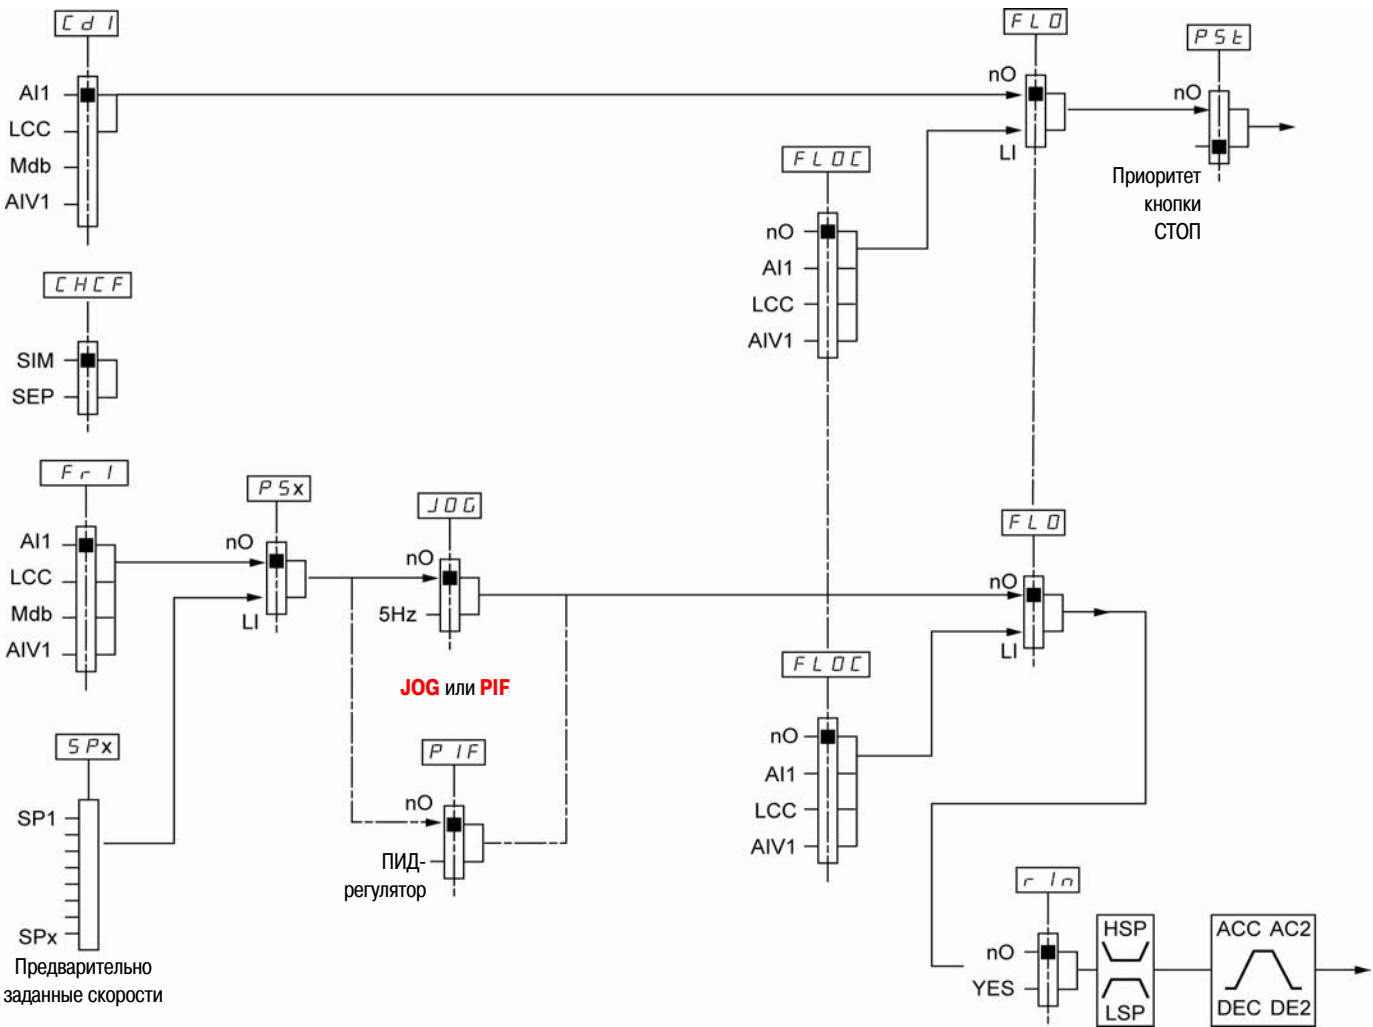 Cd1
FLO
PSt
AI1
LCC
Mdb
AIV1
nO
LI
nO
Приоритет
кнопки
СТОП
FLOC
nO
AI1
LCC
AIV1
CHCF
SIM
SEP
Fr1
AI1
LCC
Mdb
AIV1
PSx
nO
LI
JOG
nO
5Hz
JOG или PIF
FLO
nO
LI
SPx
SP1
SPx
Предварительно
заданные скорости
PIF
nO
ПИД-
регулятор
FLOC
nO
AI1
LCC
AIV1
rIn
nO
YES
HSP
LSP
ACC AC2
DEC DE2